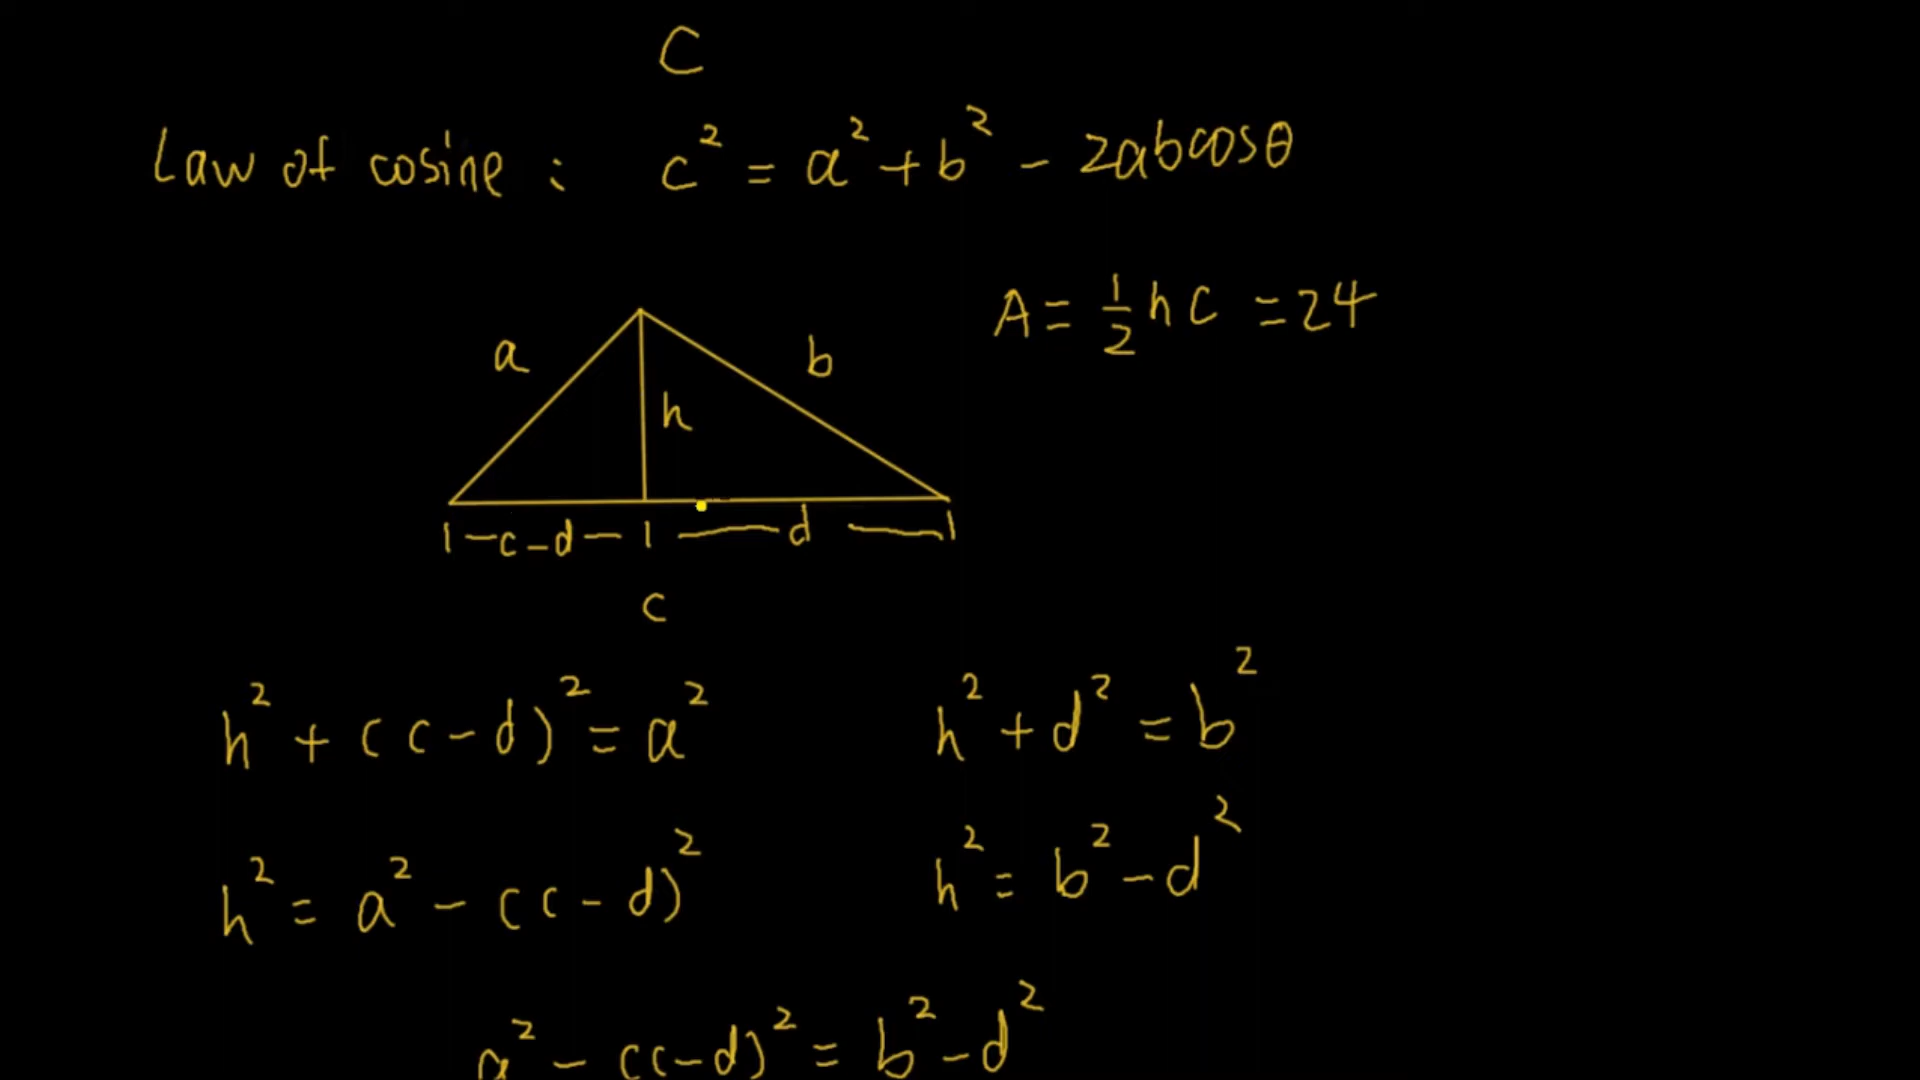 C
Law of cosine : c² = a² + b² - 2abcosθ
A = 1/2 h c = 24
a
b
h
|-c-d-| — d —|
c
h² + (c-d)² = a²
h² + d² = b²
h² = a² - (c-d)²
h² = b² - d²
a² - (c-d)² = b² - d²